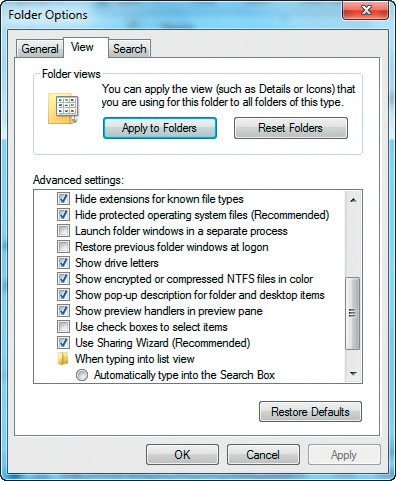 Folder Options
General
View
Search
Folder views
You can apply the view (such as Details or Icons) that
you are using for this folder to all folders of this type.
Apply to Folders
Reset Folders
Advanced settings:
Hide extensions for known file types
Hide protected operating system files (Recommended)
Launch folder windows in a separate process
Restore previous folder windows at logon
Show drive letters
Show encrypted or compressed NTFS files in color
Show pop-up description for folder and desktop items
Show preview handlers in preview pane
Use check boxes to select items
Use Sharing Wizard (Recommended)
When typing into list view
Automatically type into the Search Box
Restore Defaults
OK
Cancel
Apply